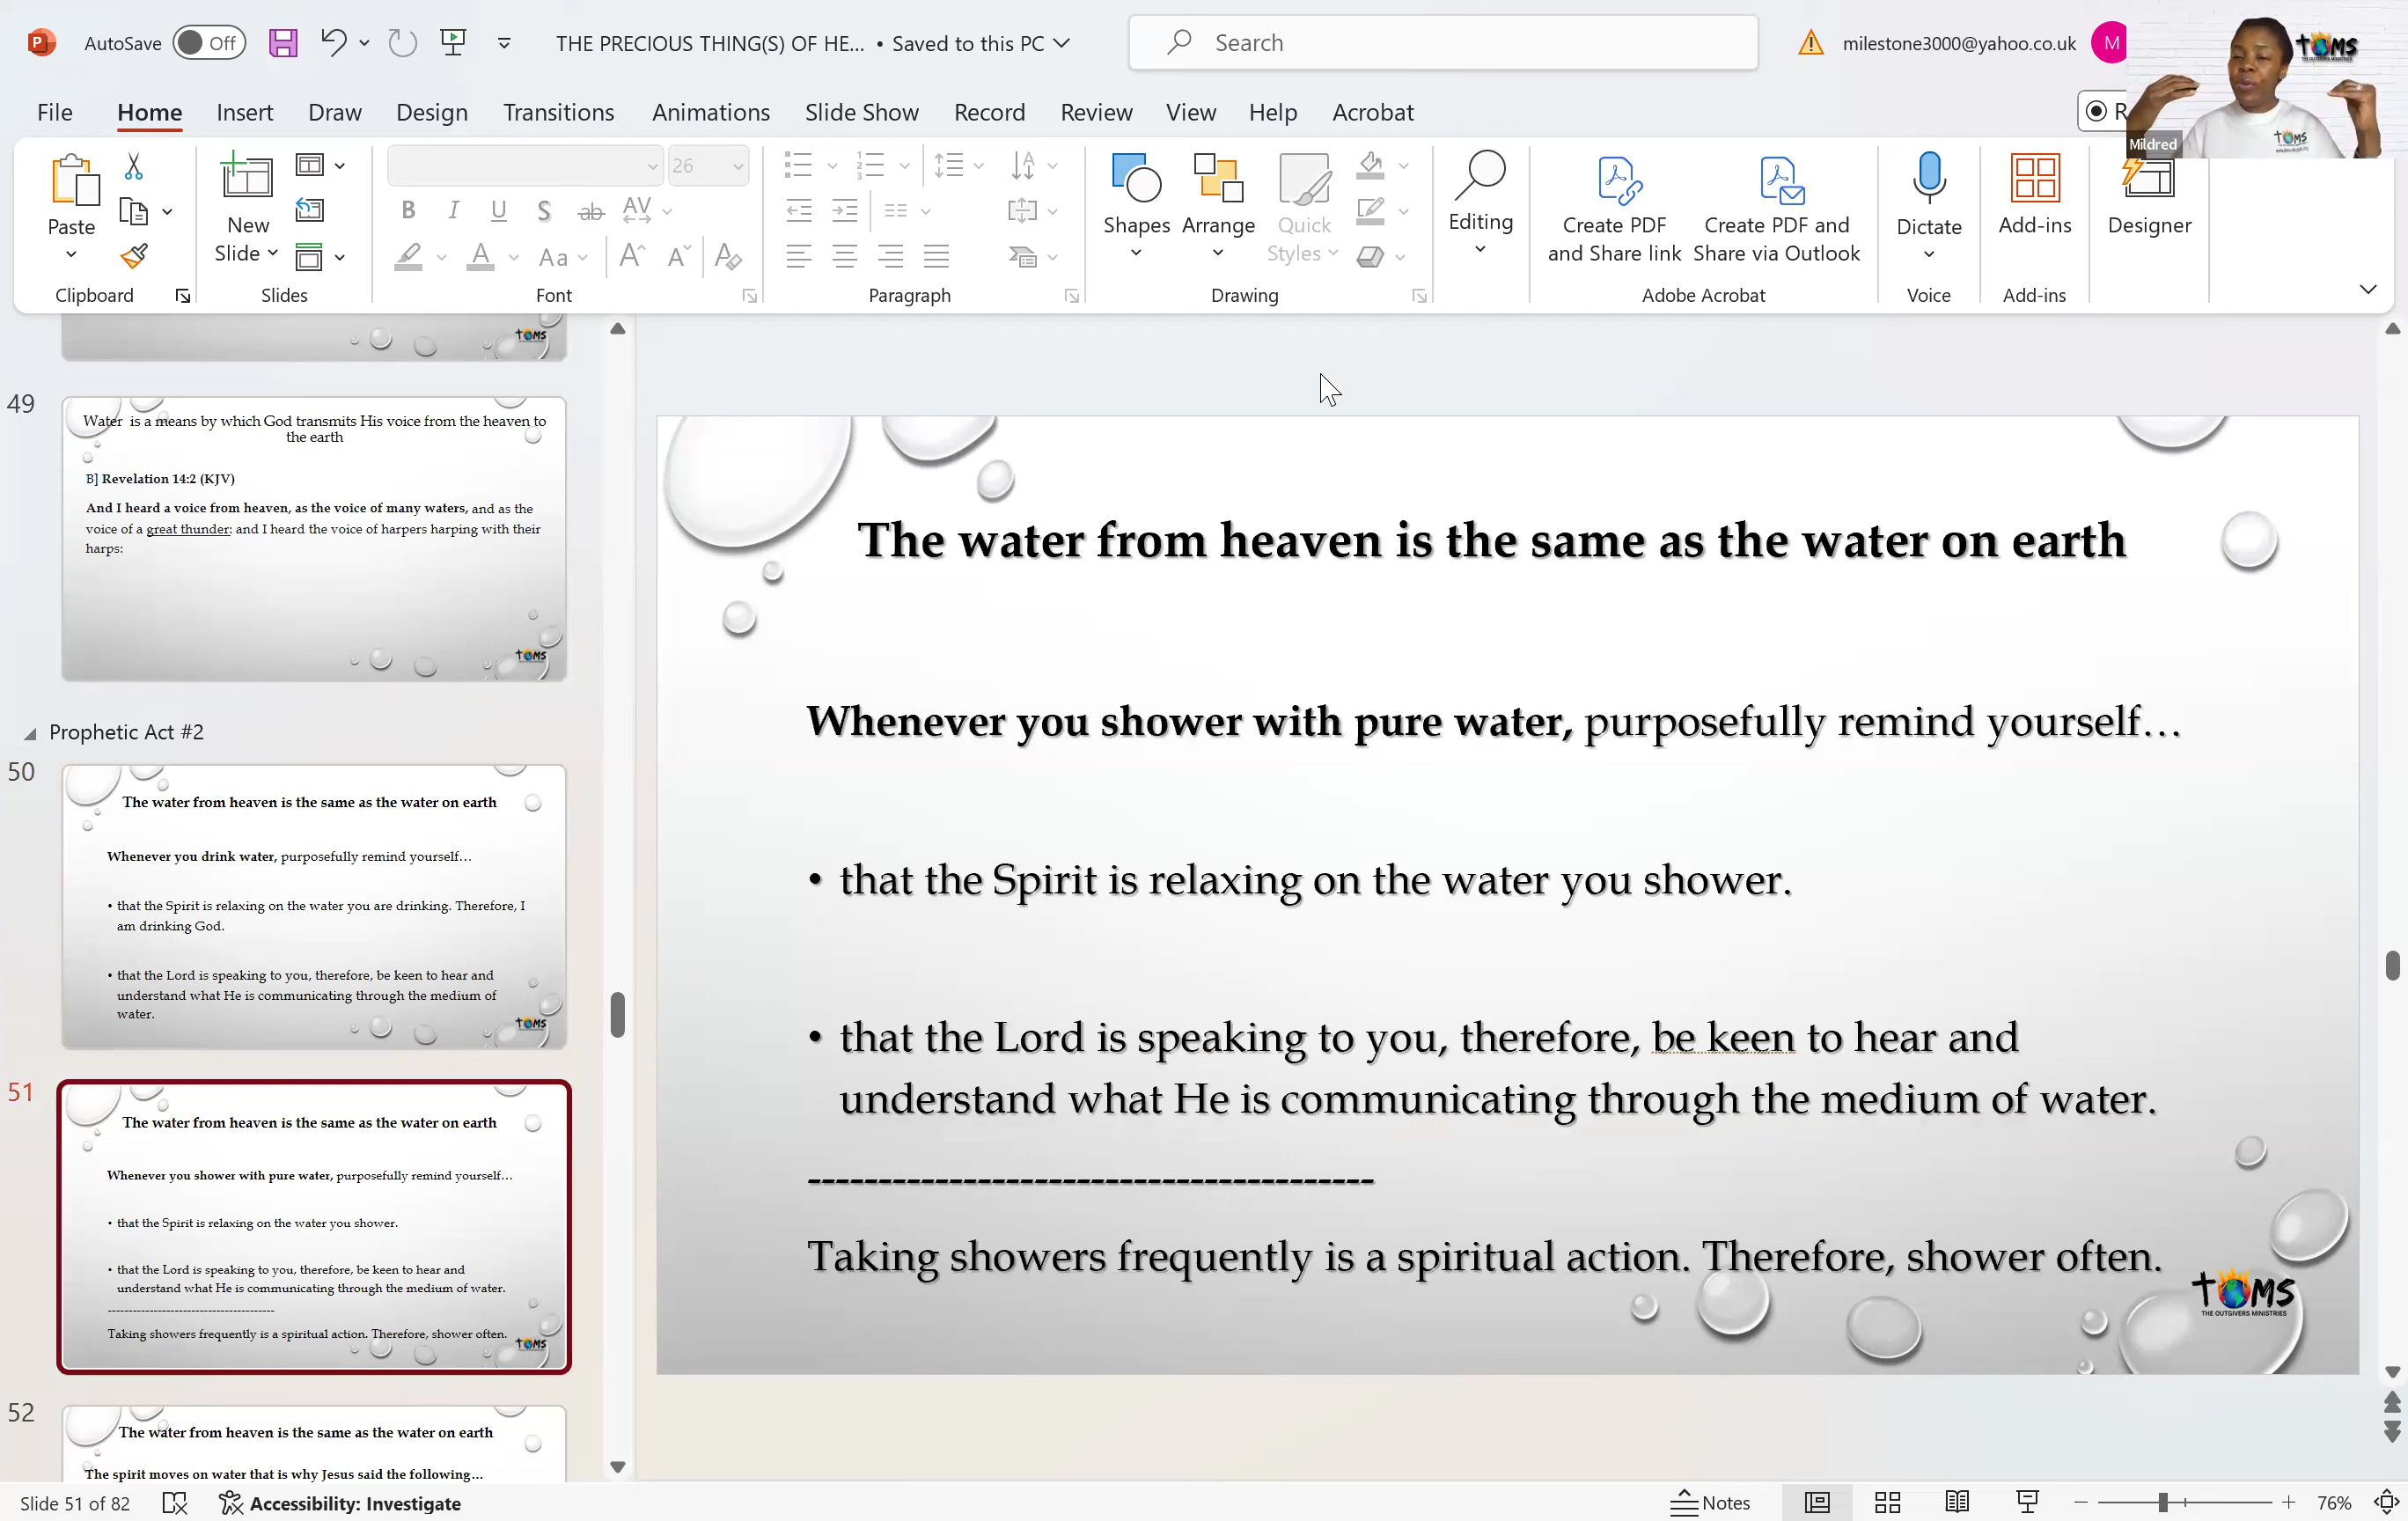 AutoSave Off THE PRECIOUS THING(S) OF HE... • Saved to this PC Search milestone3000@yahoo.co.uk M
TOMS
File Home Insert Draw Design Transitions Animations Slide Show Record Review View Help Acrobat R
TOMS
Mildred
Paste New Slide 26
B I U S ab AV
Aa A A A
Shapes Arrange Quick Styles Editing Create PDF and Share link Create PDF and Share via Outlook Dictate Add-ins Designer
Clipboard Slides Font Paragraph Drawing Adobe Acrobat Voice Add-ins
TOMS
49
Water is a means by which God transmits His voice from the heaven to
the earth
B] Revelation 14:2 (KJV)
And I heard a voice from heaven, as the voice of many waters, and as the
voice of a great thunder: and I heard the voice of harpers harping with their
harps:
TOMS
Prophetic Act #2
50
The water from heaven is the same as the water on earth
Whenever you drink water, purposefully remind yourself...
• that the Spirit is relaxing on the water you are drinking. Therefore, I
am drinking God.
• that the Lord is speaking to you, therefore, be keen to hear and
understand what He is communicating through the medium of
water.
TOMS
51
The water from heaven is the same as the water on earth
Whenever you shower with pure water, purposefully remind yourself...
• that the Spirit is relaxing on the water you shower.
• that the Lord is speaking to you, therefore, be keen to hear and
understand what He is communicating through the medium of water.
----------------------------------------
Taking showers frequently is a spiritual action. Therefore, shower often.
TOMS
52
The water from heaven is the same as the water on earth
The spirit moves on water that is why Jesus said the following...
The water from heaven is the same as the water on earth
Whenever you shower with pure water, purposefully remind yourself...
• that the Spirit is relaxing on the water you shower.
• that the Lord is speaking to you, therefore, be keen to hear and
understand what He is communicating through the medium of water.
----------------------------------------
Taking showers frequently is a spiritual action. Therefore, shower often.
TOMS
THE OUTGIVERS MINISTRIES
Slide 51 of 82 Accessibility: Investigate Notes 76%